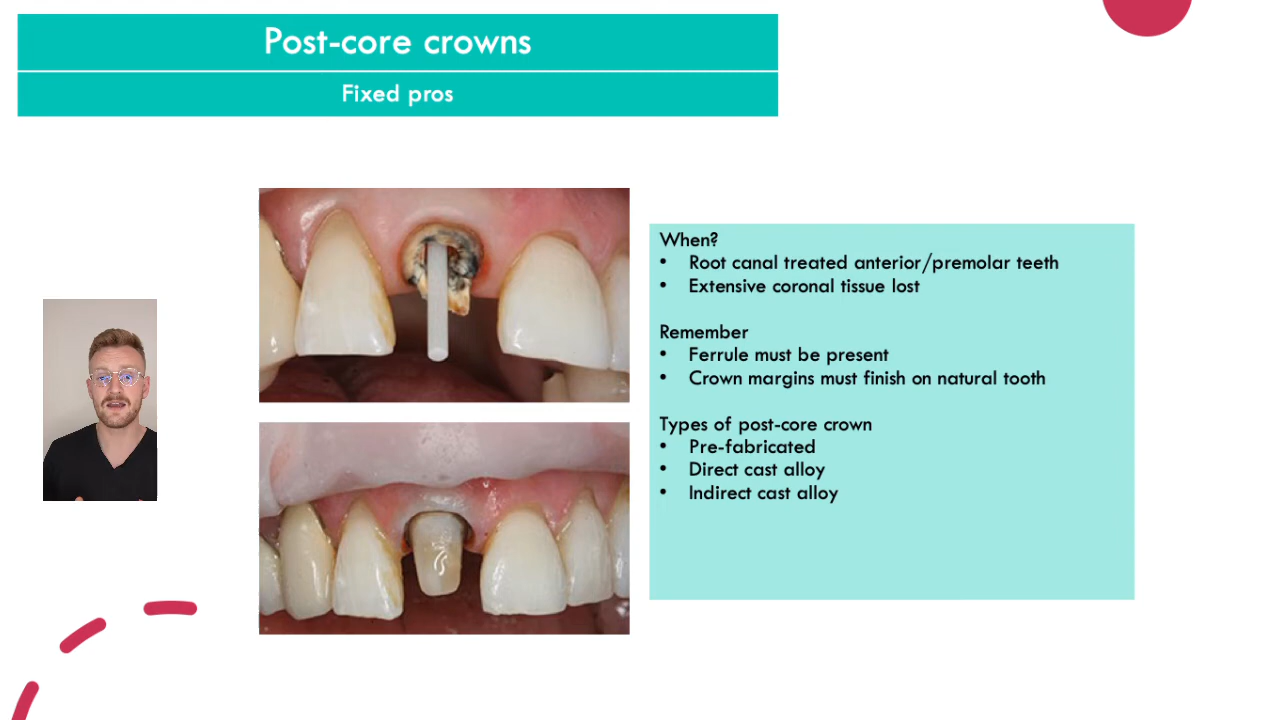 Post-core crowns
Fixed pros
When?
• Root canal treated anterior/premolar teeth
• Extensive coronal tissue lost
Remember
• Ferrule must be present
• Crown margins must finish on natural tooth
Types of post-core crown
• Pre-fabricated
• Direct cast alloy
• Indirect cast alloy